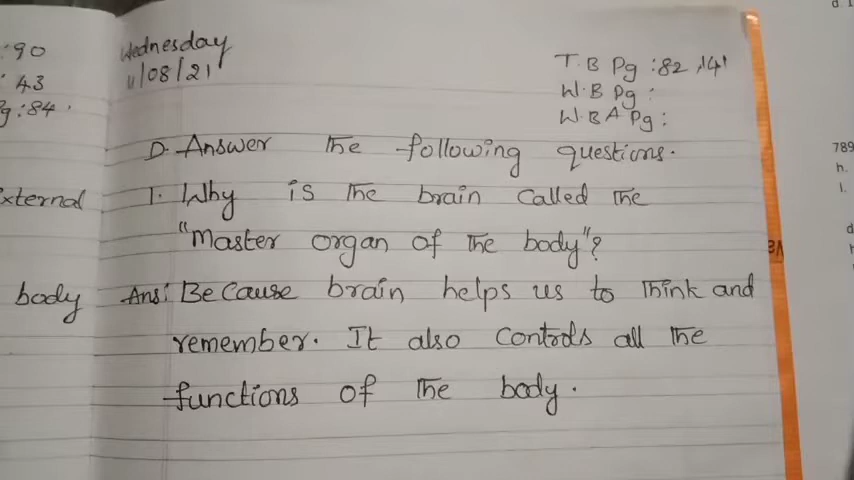 :90
: 43
g:84.
xternal
body
Wednesday
11/08/21
T.B Pg :82,141
W.B Pg :
W.B A Pg :
D. Answer the following questions.
1. Why is the brain called the
"Master organ of the body"?
Ans: Because brain helps us to think and
remember. It also controls all the
functions of the body.
789
h.
l.
d